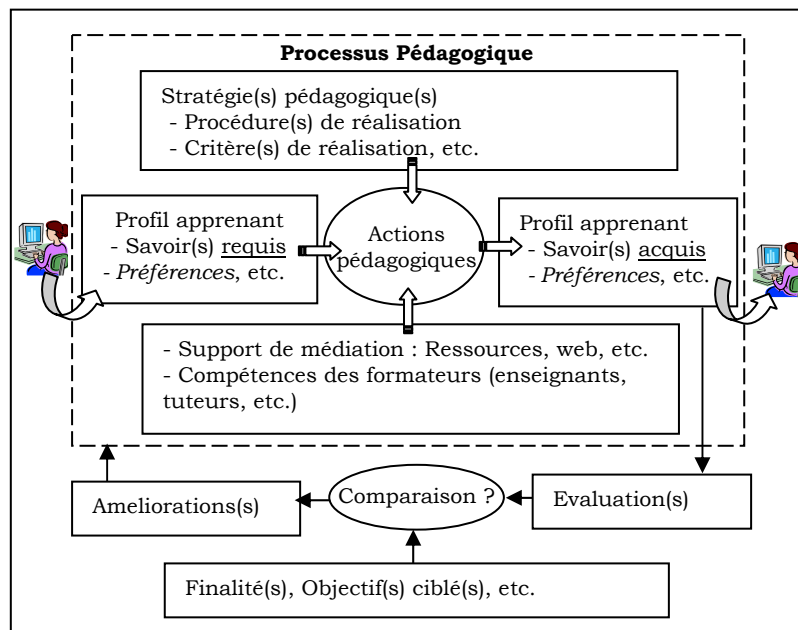 Processus Pédagogique
Stratégie(s) pédagogique(s)
- Procédure(s) de réalisation
- Critère(s) de réalisation, etc.
Profil apprenant
- Savoir(s) requis
- Préférences, etc.
Actions
pédagogiques
Profil apprenant
- Savoir(s) acquis
- Préférences, etc.
- Support de médiation : Ressources, web, etc.
- Compétences des formateurs (enseignants,
tuteurs, etc.)
Ameliorations(s)
Comparaison ?
Evaluation(s)
Finalité(s), Objectif(s) ciblé(s), etc.